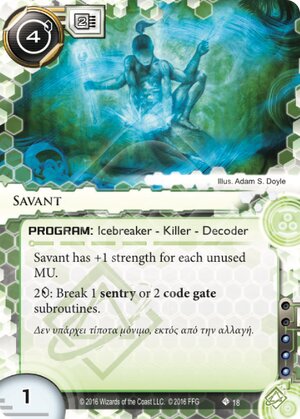 4
2
Illus. Adam S. Doyle
SAVANT
PROGRAM: Icebreaker - Killer - Decoder
Savant has +1 strength for each unused
MU.
2: Break 1 sentry or 2 code gate
subroutines.
Δεν υπάρχει τίποτα μόνιμο, εκτός από την αλλαγή.
1
© 2016 Wizards of the Coast LLC. © 2016 FFG
18